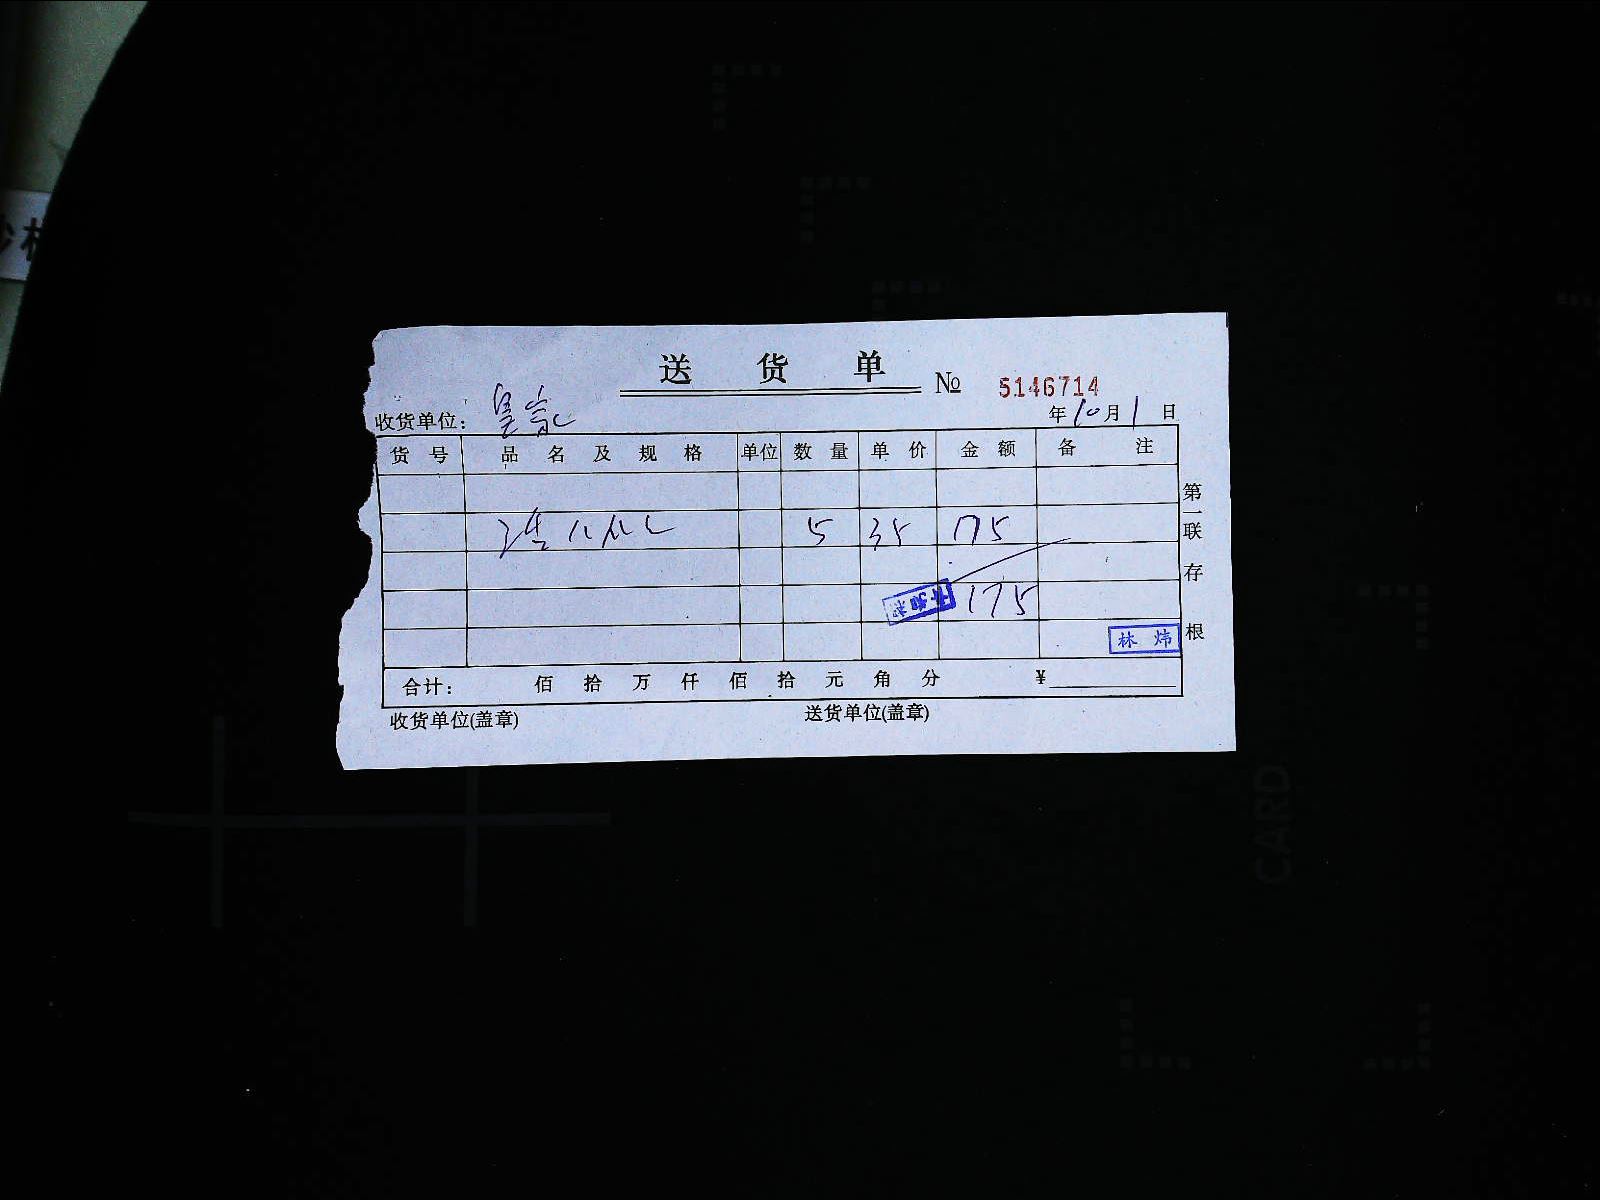 送 货 单
№ 5146714
收货单位：
年10月1日
货 号 品 名 及 规 格 单位 数 量 单 价 金 额 备 注
5 35 175
175
林 炜
合计： 佰 拾 万 仟 佰 拾 元 角 分 ¥
收货单位(盖章) 送货单位(盖章)
第一联 存根
CARD